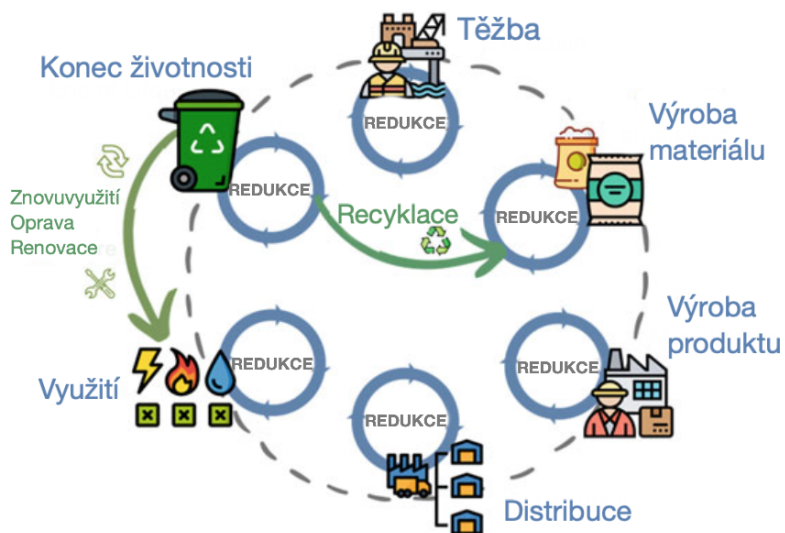 Těžba
Konec životnosti
REDUKCE
Výroba
materiálu
REDUKCE
REDUKCE
Znovuvyužití
Oprava
Renovace
Recyklace
Výroba
produktu
REDUKCE
REDUKCE
Využití
REDUKCE
Distribuce